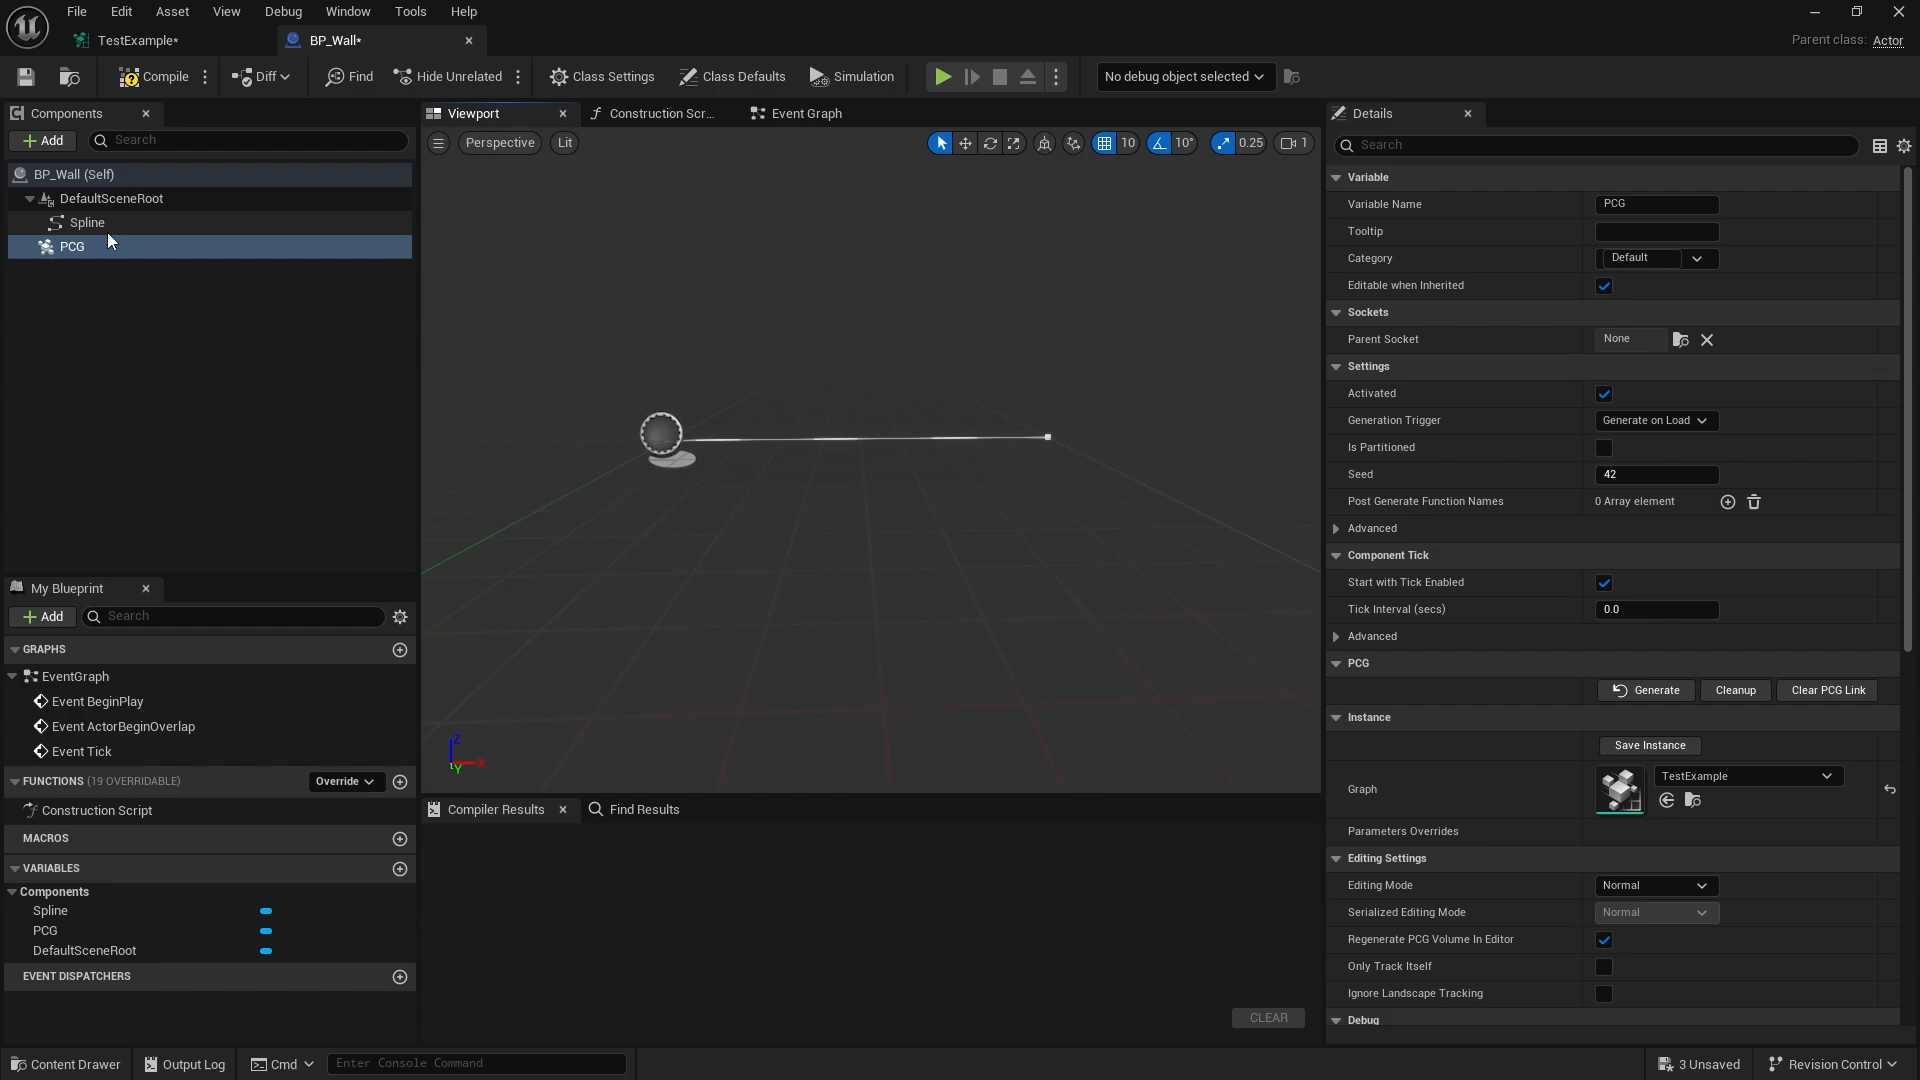 File Edit Asset View Debug Window Tools Help
TestExample*
BP_Wall*
Parent class: Actor
Compile
Diff
Find
Hide Unrelated
Class Settings
Class Defaults
Simulation
No debug object selected
Components
Add
Search
BP_Wall (Self)
DefaultSceneRoot
Spline
PCG
My Blueprint
Add
Search
GRAPHS
EventGraph
Event BeginPlay
Event ActorBeginOverlap
Event Tick
FUNCTIONS (19 OVERRIDABLE)
Override
Construction Script
MACROS
VARIABLES
Components
Spline
PCG
DefaultSceneRoot
EVENT DISPATCHERS
Viewport
Construction Scr...
Event Graph
Perspective
Lit
10
10°
0.25
1
Z
X
Y
Compiler Results
Find Results
CLEAR
Details
Search
Variable
Variable Name PCG
Tooltip
Category Default
Editable when Inherited
Sockets
Parent Socket None
Settings
Activated
Generation Trigger Generate on Load
Is Partitioned
Seed 42
Post Generate Function Names 0 Array element
Advanced
Component Tick
Start with Tick Enabled
Tick Interval (secs) 0.0
Advanced
PCG
Generate Cleanup Clear PCG Link
Instance
Save Instance
Graph TestExample
Parameters Overrides
Editing Settings
Editing Mode Normal
Serialized Editing Mode Normal
Regenerate PCG Volume In Editor
Only Track Itself
Ignore Landscape Tracking
Debug
Content Drawer
Output Log
Cmd
Enter Console Command
3 Unsaved
Revision Control